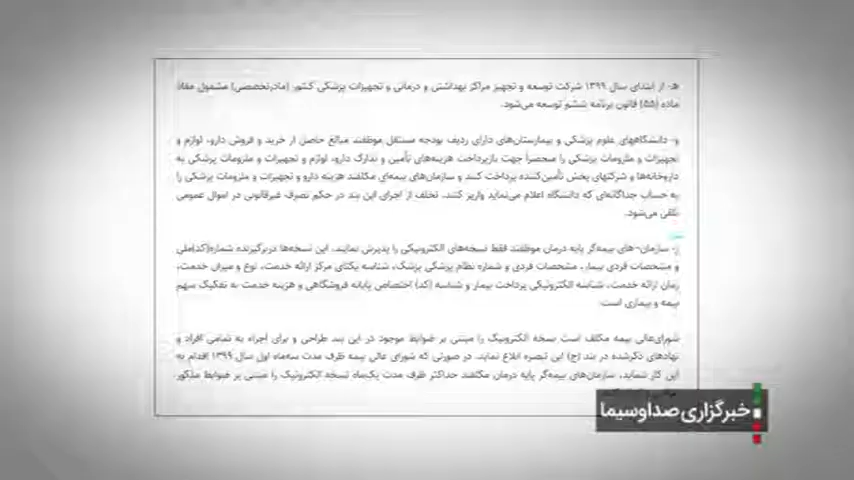 ه- از ابتدای سال ۱۳۹۹ شرکت توسعه و تجهیز مراکز بهداشتی و درمانی و تجهیزات پزشکی کشور (مادرتخصصی) مشمول مفاد
ماده (۵۵) قانون برنامه ششم توسعه می‌شود.
و- دانشگاههای علوم پزشکی و بیمارستان‌های دارای ردیف بودجه مستقل موظفند مبالغ حاصل از خرید و فروش دارو، لوازم و
تجهیزات و ملزومات پزشکی را منحصراً جهت بازپرداخت هزینه‌های تأمین و تدارک دارو، لوازم و تجهیزات و ملزومات پزشکی به
داروخانه‌ها و شرکتهای پخش تأمین‌کننده پرداخت کنند و سازمان‌های بیمه‌ای مکلفند هزینه دارو و تجهیزات و ملزومات پزشکی را
به حساب جداگانه‌ای که دانشگاه اعلام می‌نماید واریز کنند. تخلف از اجرای این بند در حکم تصرف غیرقانونی در اموال عمومی
تلقی می‌شود.
ز- سازمان-های بیمه‌گر پایه درمان موظفند فقط نسخه‌های الکترونیکی را پذیرش نمایند. این نسخه‌ها دربرگیرنده شماره(کد)ملی
و مشخصات فردی بیمار، مشخصات فردی و شماره نظام پزشکی پزشک، شناسه یکتای مرکز ارائه خدمت، نوع و میزان خدمت،
زمان ارائه خدمت، شناسه الکترونیکی پرداخت بیمار و شناسه (کد) اختصاص پایانه فروشگاهی و هزینه خدمت به تفکیک سهم
بیمه و بیماری است.
شورای‌عالی بیمه مکلف است نسخه الکترونیک را مبتنی بر ضوابط موجود در این بند طراحی و برای اجراء به تمامی افراد و
نهادهای ذکرشده در بند (ج) این تبصره ابلاغ نماید. در صورتی که شورای عالی بیمه ظرف مدت سه‌ماه اول سال ۱۳۹۹ اقدام به
این کار ننماید، سازمان‌های بیمه‌گر پایه درمان مکلفند حداکثر ظرف مدت یک‌ماه نسخه الکترونیک را مبتنی بر ضوابط مذکور
خبرگزاری صداوسیما